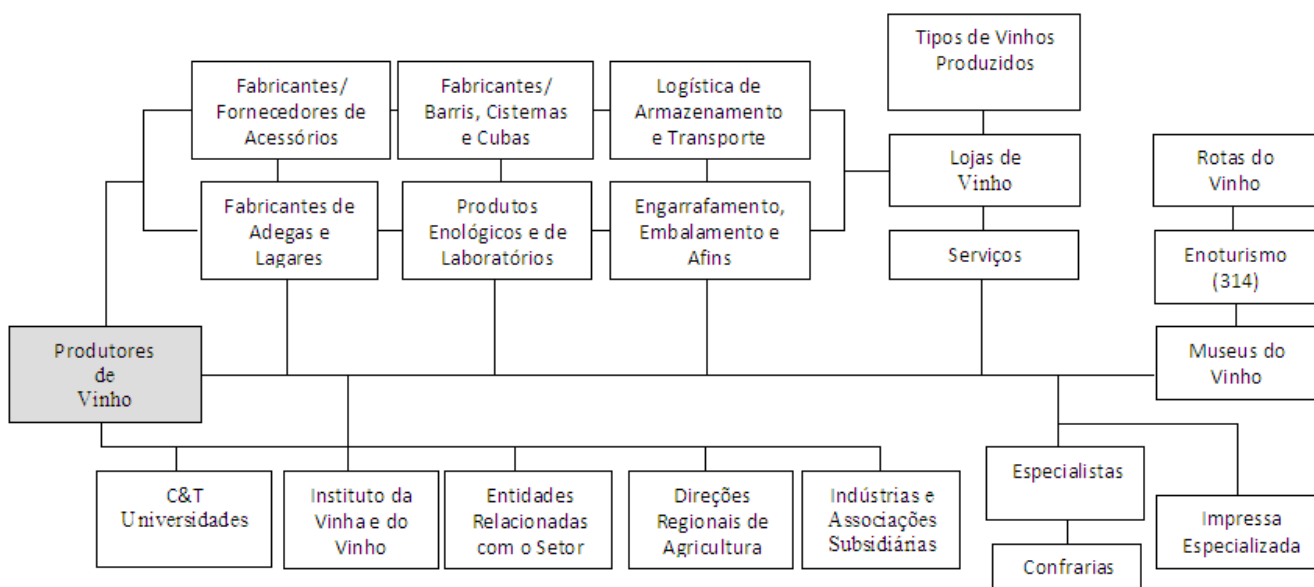 Tipos de Vinhos
Produzidos
Fabricantes/
Fornecedores de
Acessórios
Fabricantes/
Barris, Cisternas
e Cubas
Logística de
Armazenamento
e Transporte
Lojas de
Vinho
Rotas do
Vinho
Fabricantes de
Adegas e
Lagares
Produtos
Enológicos e de
Laboratórios
Engarrafamento,
Embalamento e
Afins
Serviços
Enoturismo
(314)
Produtores
de
Vinho
Museus do
Vinho
C&T
Universidades
Instituto da
Vinha e do
Vinho
Entidades
Relacionadas
com o Setor
Direções
Regionais de
Agricultura
Indústrias e
Associações
Subsidiárias
Especialistas
Confrarias
Impressa
Especializada